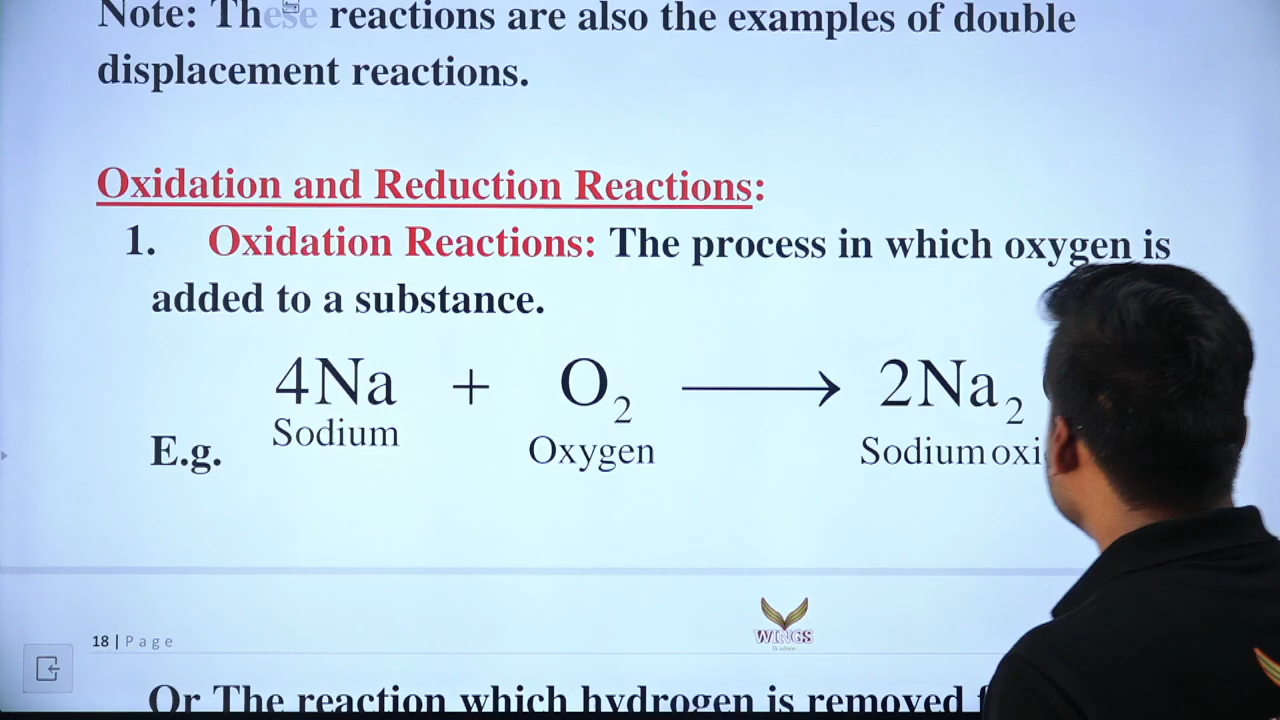 Note: These reactions are also the examples of double
displacement reactions.
Oxidation and Reduction Reactions:
1. Oxidation Reactions: The process in which oxygen is
added to a substance.
4Na + O₂ ⟶ 2Na₂
Sodium Oxygen Sodium oxi
E.g.
18 | Page
WINGS
Or The reaction which hydrogen is removed